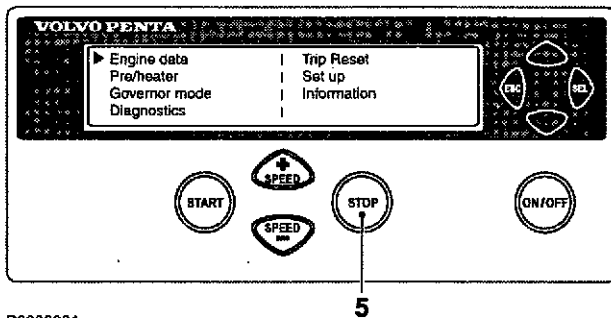 VOLVO PENTA
Engine data | Trip Reset
Pre/heater | Set up
Governor mode | Information
Diagnostics |
ESC SEL
START + SPEED STOP ON/OFF
SPEED -
5